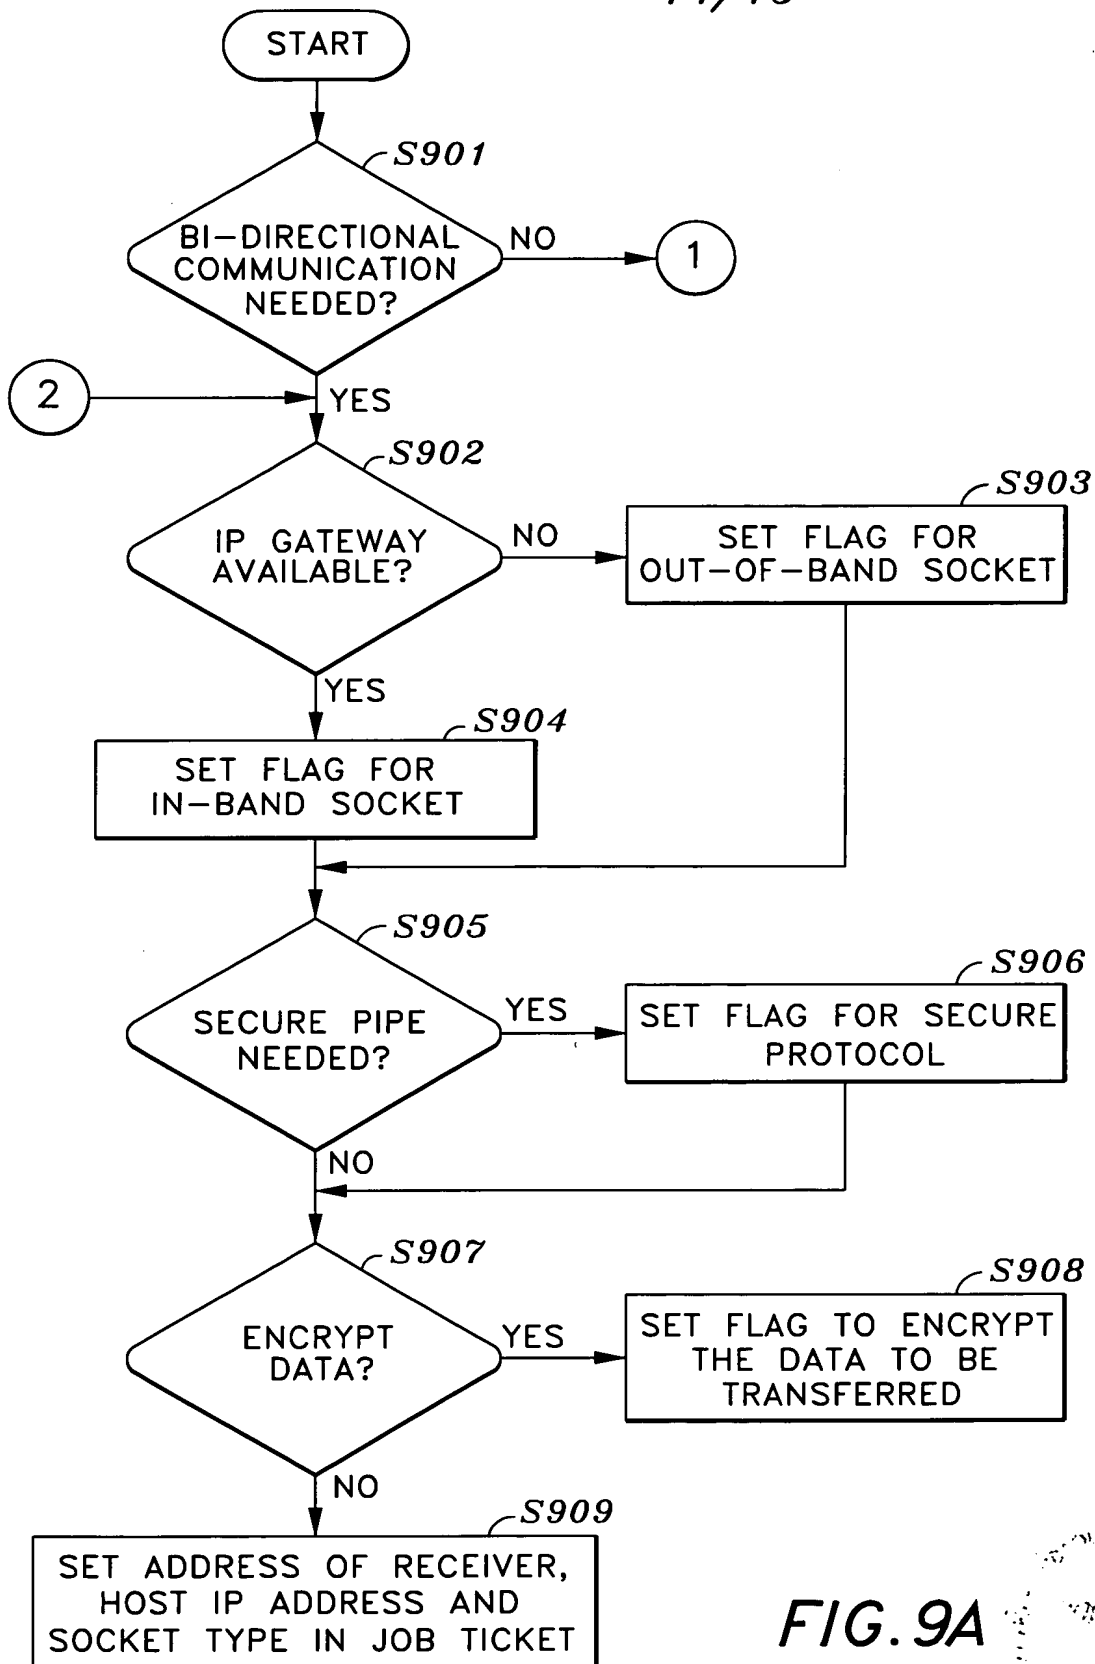 START
S901
BI-DIRECTIONAL
COMMUNICATION
NEEDED?
NO
1
2
YES
S902
IP GATEWAY
AVAILABLE?
NO
S903
SET FLAG FOR
OUT-OF-BAND SOCKET
YES
S904
SET FLAG FOR
IN-BAND SOCKET
S905
SECURE PIPE
NEEDED?
YES
S906
SET FLAG FOR SECURE
PROTOCOL
NO
S907
ENCRYPT
DATA?
YES
S908
SET FLAG TO ENCRYPT
THE DATA TO BE
TRANSFERRED
NO
S909
SET ADDRESS OF RECEIVER,
HOST IP ADDRESS AND
SOCKET TYPE IN JOB TICKET
FIG. 9A